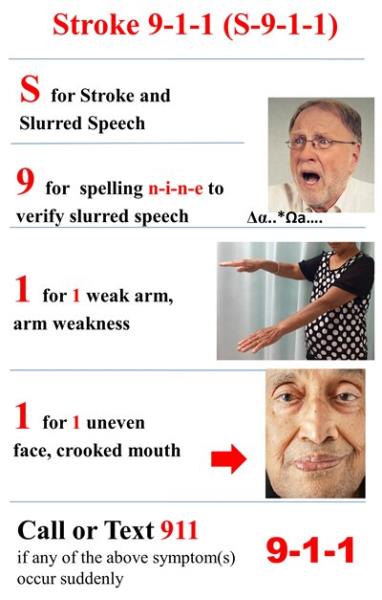 Stroke 9-1-1 (S-9-1-1)
S for Stroke and
Slurred Speech
9 for spelling n-i-n-e to
verify slurred speech
Δα..*Ωa....
1 for 1 weak arm,
arm weakness
1 for 1 uneven
face, crooked mouth
Call or Text 911
if any of the above symptom(s)
occur suddenly
9-1-1